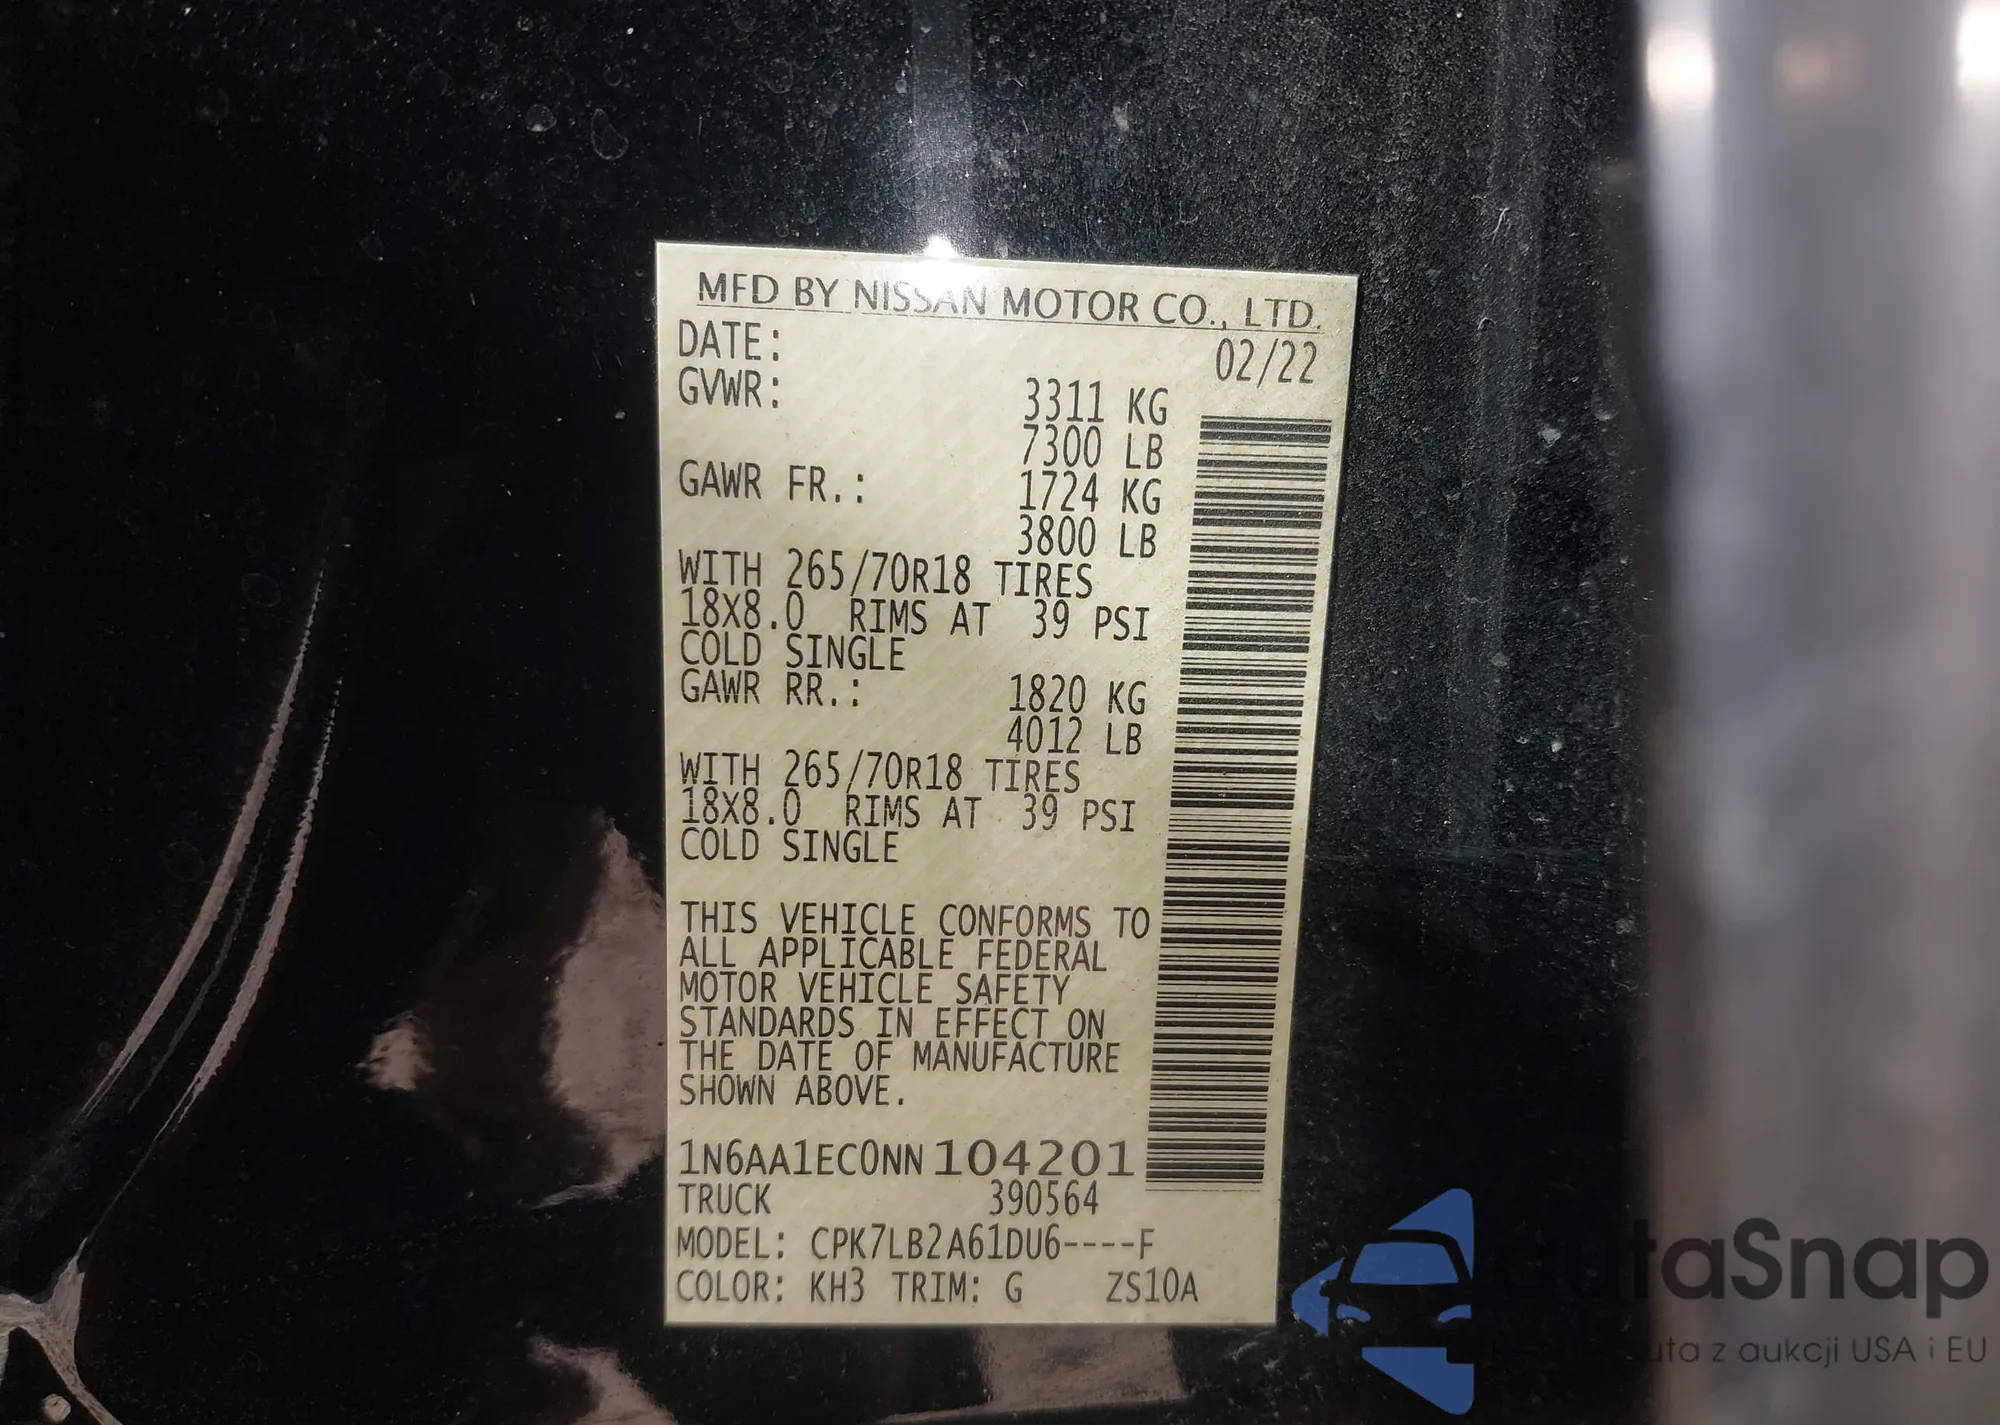 MFD BY NISSAN MOTOR CO., LTD.
DATE: 02/22
GVWR: 3311 KG
7300 LB
GAWR FR.: 1724 KG
3800 LB
WITH 265/70R18 TIRES
18X8.0 RIMS AT 39 PSI
COLD SINGLE
GAWR RR.: 1820 KG
4012 LB
WITH 265/70R18 TIRES
18X8.0 RIMS AT 39 PSI
COLD SINGLE
THIS VEHICLE CONFORMS TO
ALL APPLICABLE FEDERAL
MOTOR VEHICLE SAFETY
STANDARDS IN EFFECT ON
THE DATE OF MANUFACTURE
SHOWN ABOVE.
1N6AA1EC0NN104201
TRUCK 390564
MODEL: CPK7LB2A61DU6----F
COLOR: KH3 TRIM: G ZS10A
autaSnap
auta z aukcji USA i EU